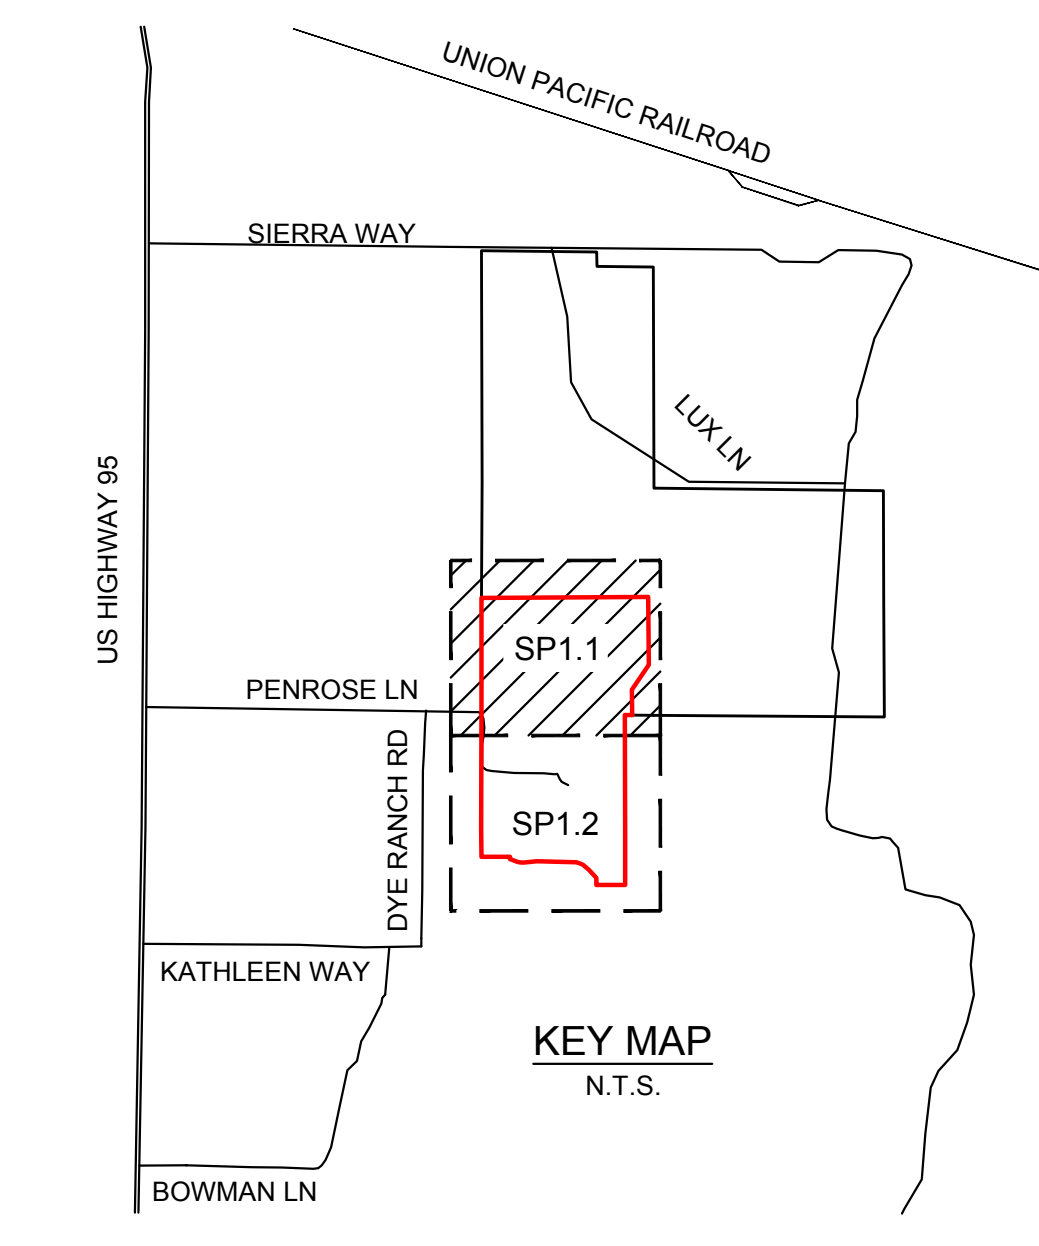 UNION PACIFIC RAILROAD
SIERRA WAY
LUX LN
US HIGHWAY 95
SP1.1
PENROSE LN
DYE RANCH RD
SP1.2
KATHLEEN WAY
KEY MAP
N.T.S.
BOWMAN LN